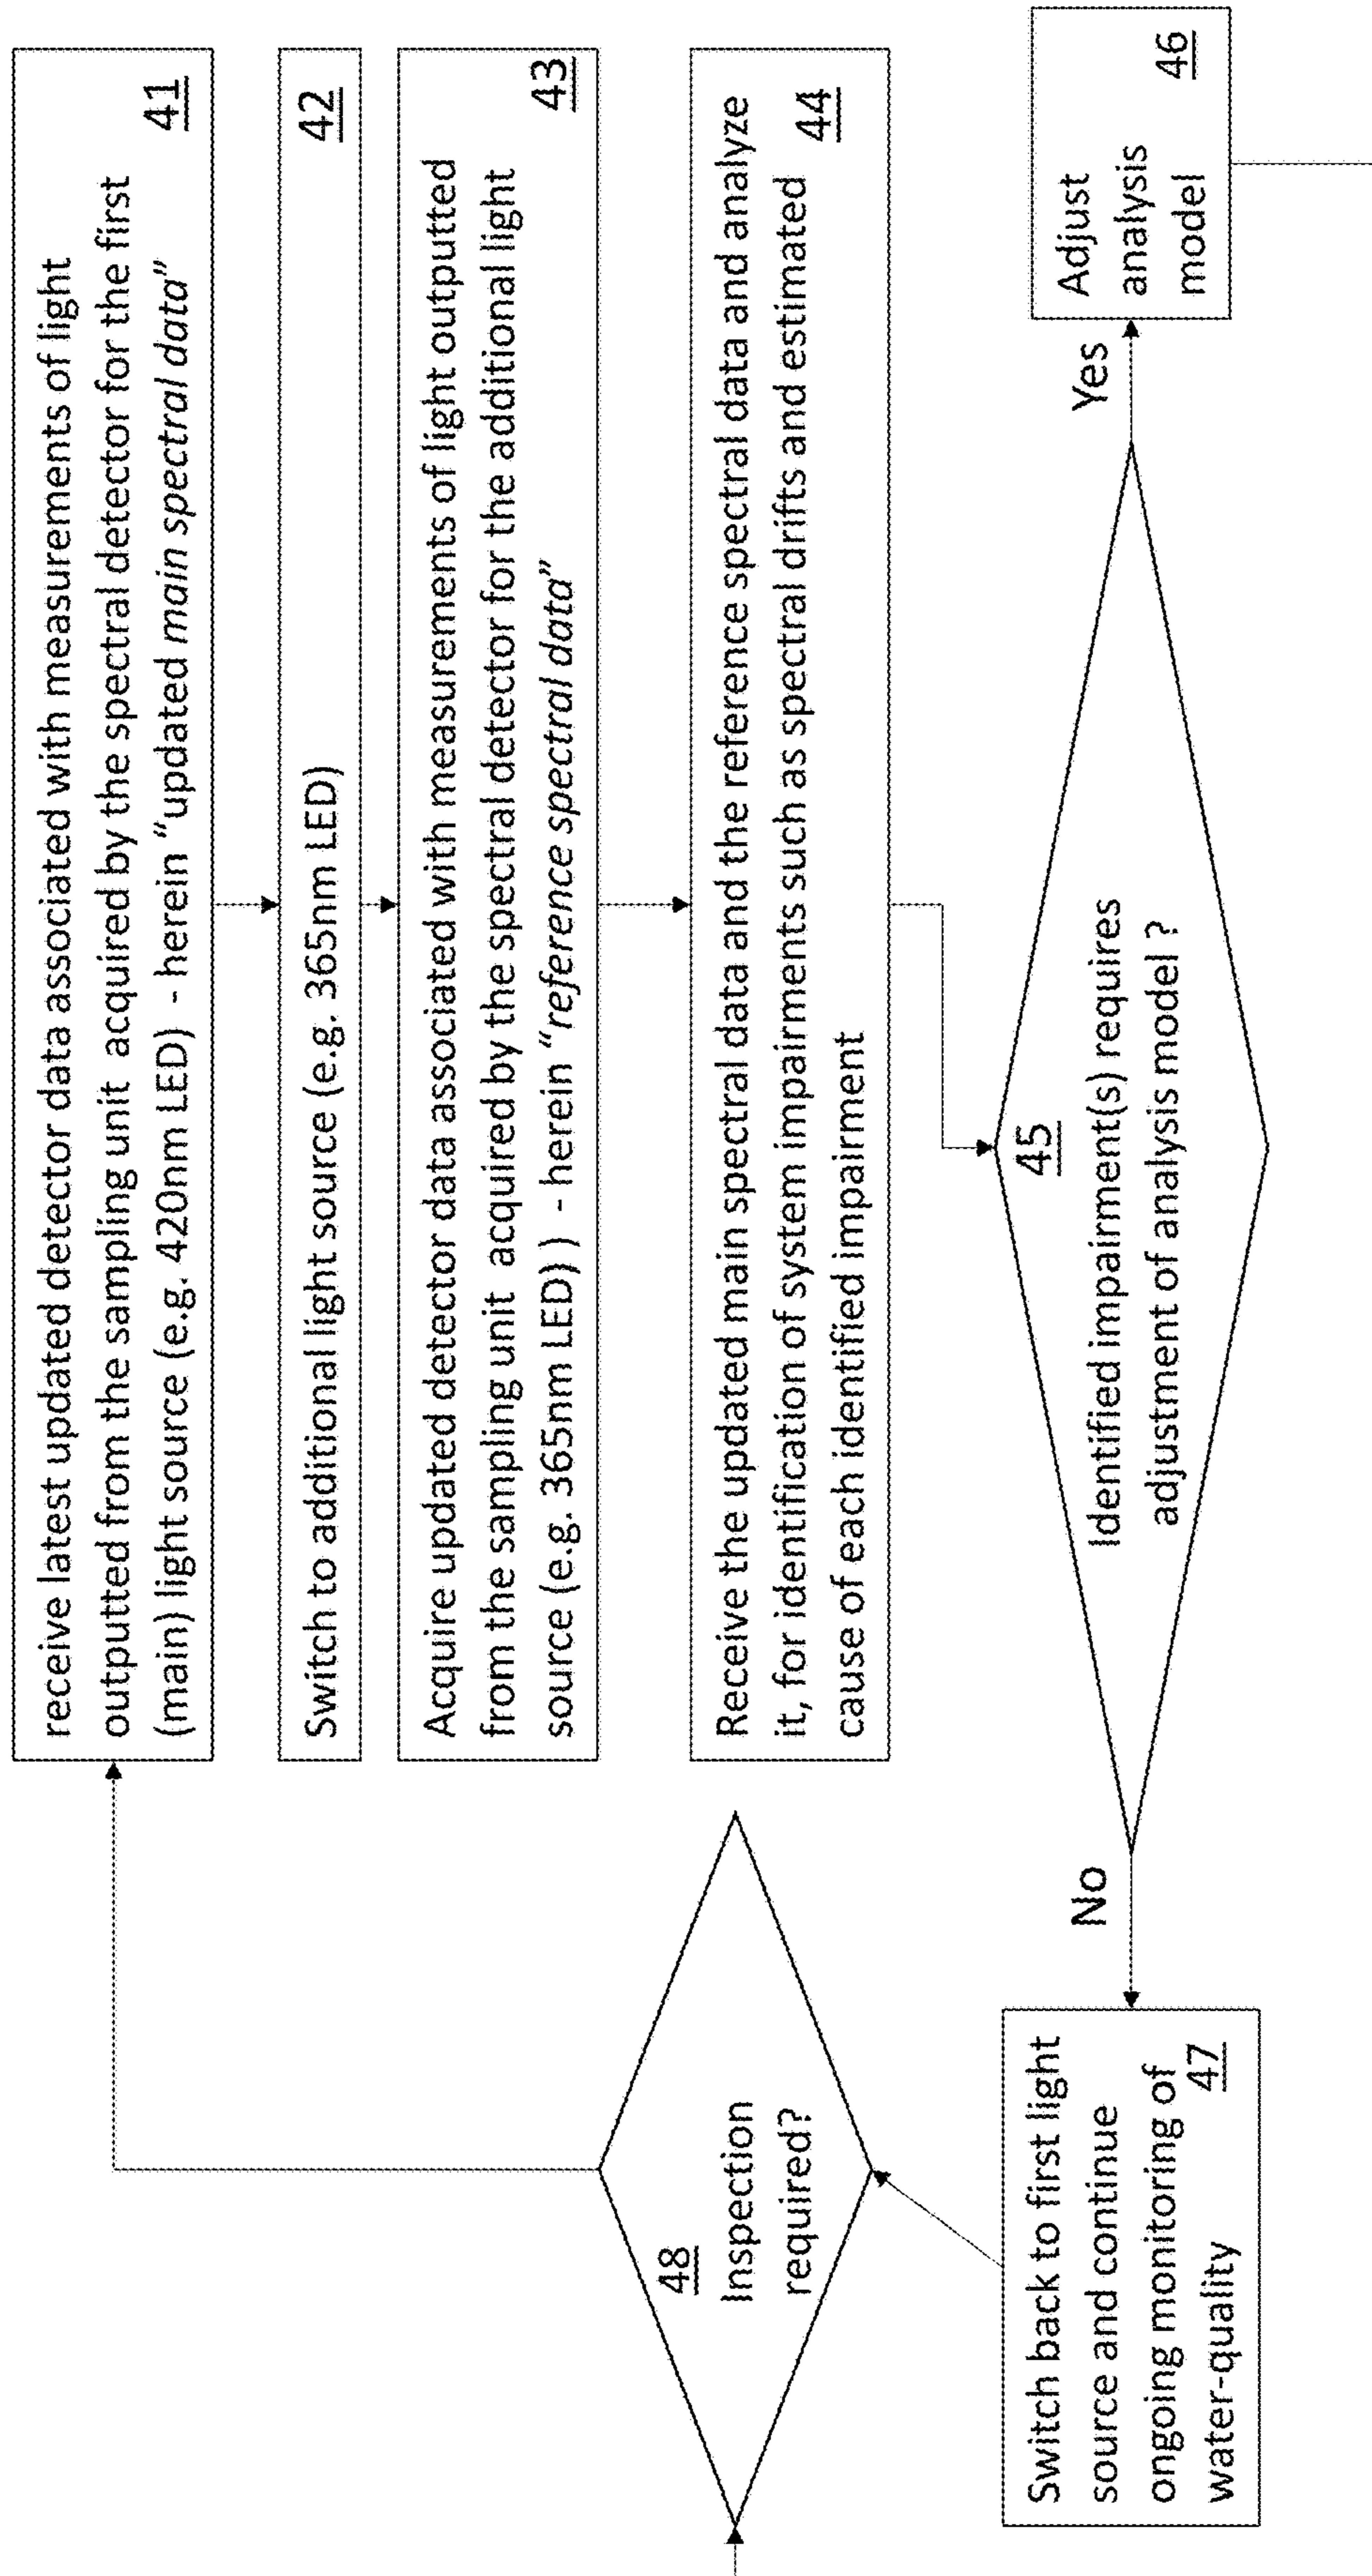 receive latest updated detector data associated with measurements of light
outputted from the sampling unit acquired by the spectral detector for the first
(main) light source (e.g. 420nm LED) - herein “updated main spectral data”
41
Switch to additional light source (e.g. 365nm LED)
42
Acquire updated detector data associated with measurements of light outputted
from the sampling unit acquired by the spectral detector for the additional light
source (e.g. 365nm LED)) - herein “reference spectral data”
43
Receive the updated main spectral data and the reference spectral data and analyze
it, for identification of system impairments such as spectral drifts and estimated
cause of each identified impairment
44
45
Identified impairment(s) requires
adjustment of analysis model ?
Yes
Adjust
analysis
model
46
No
Switch back to first light
source and continue
ongoing monitoring of
water-quality
47
48
Inspection
required?